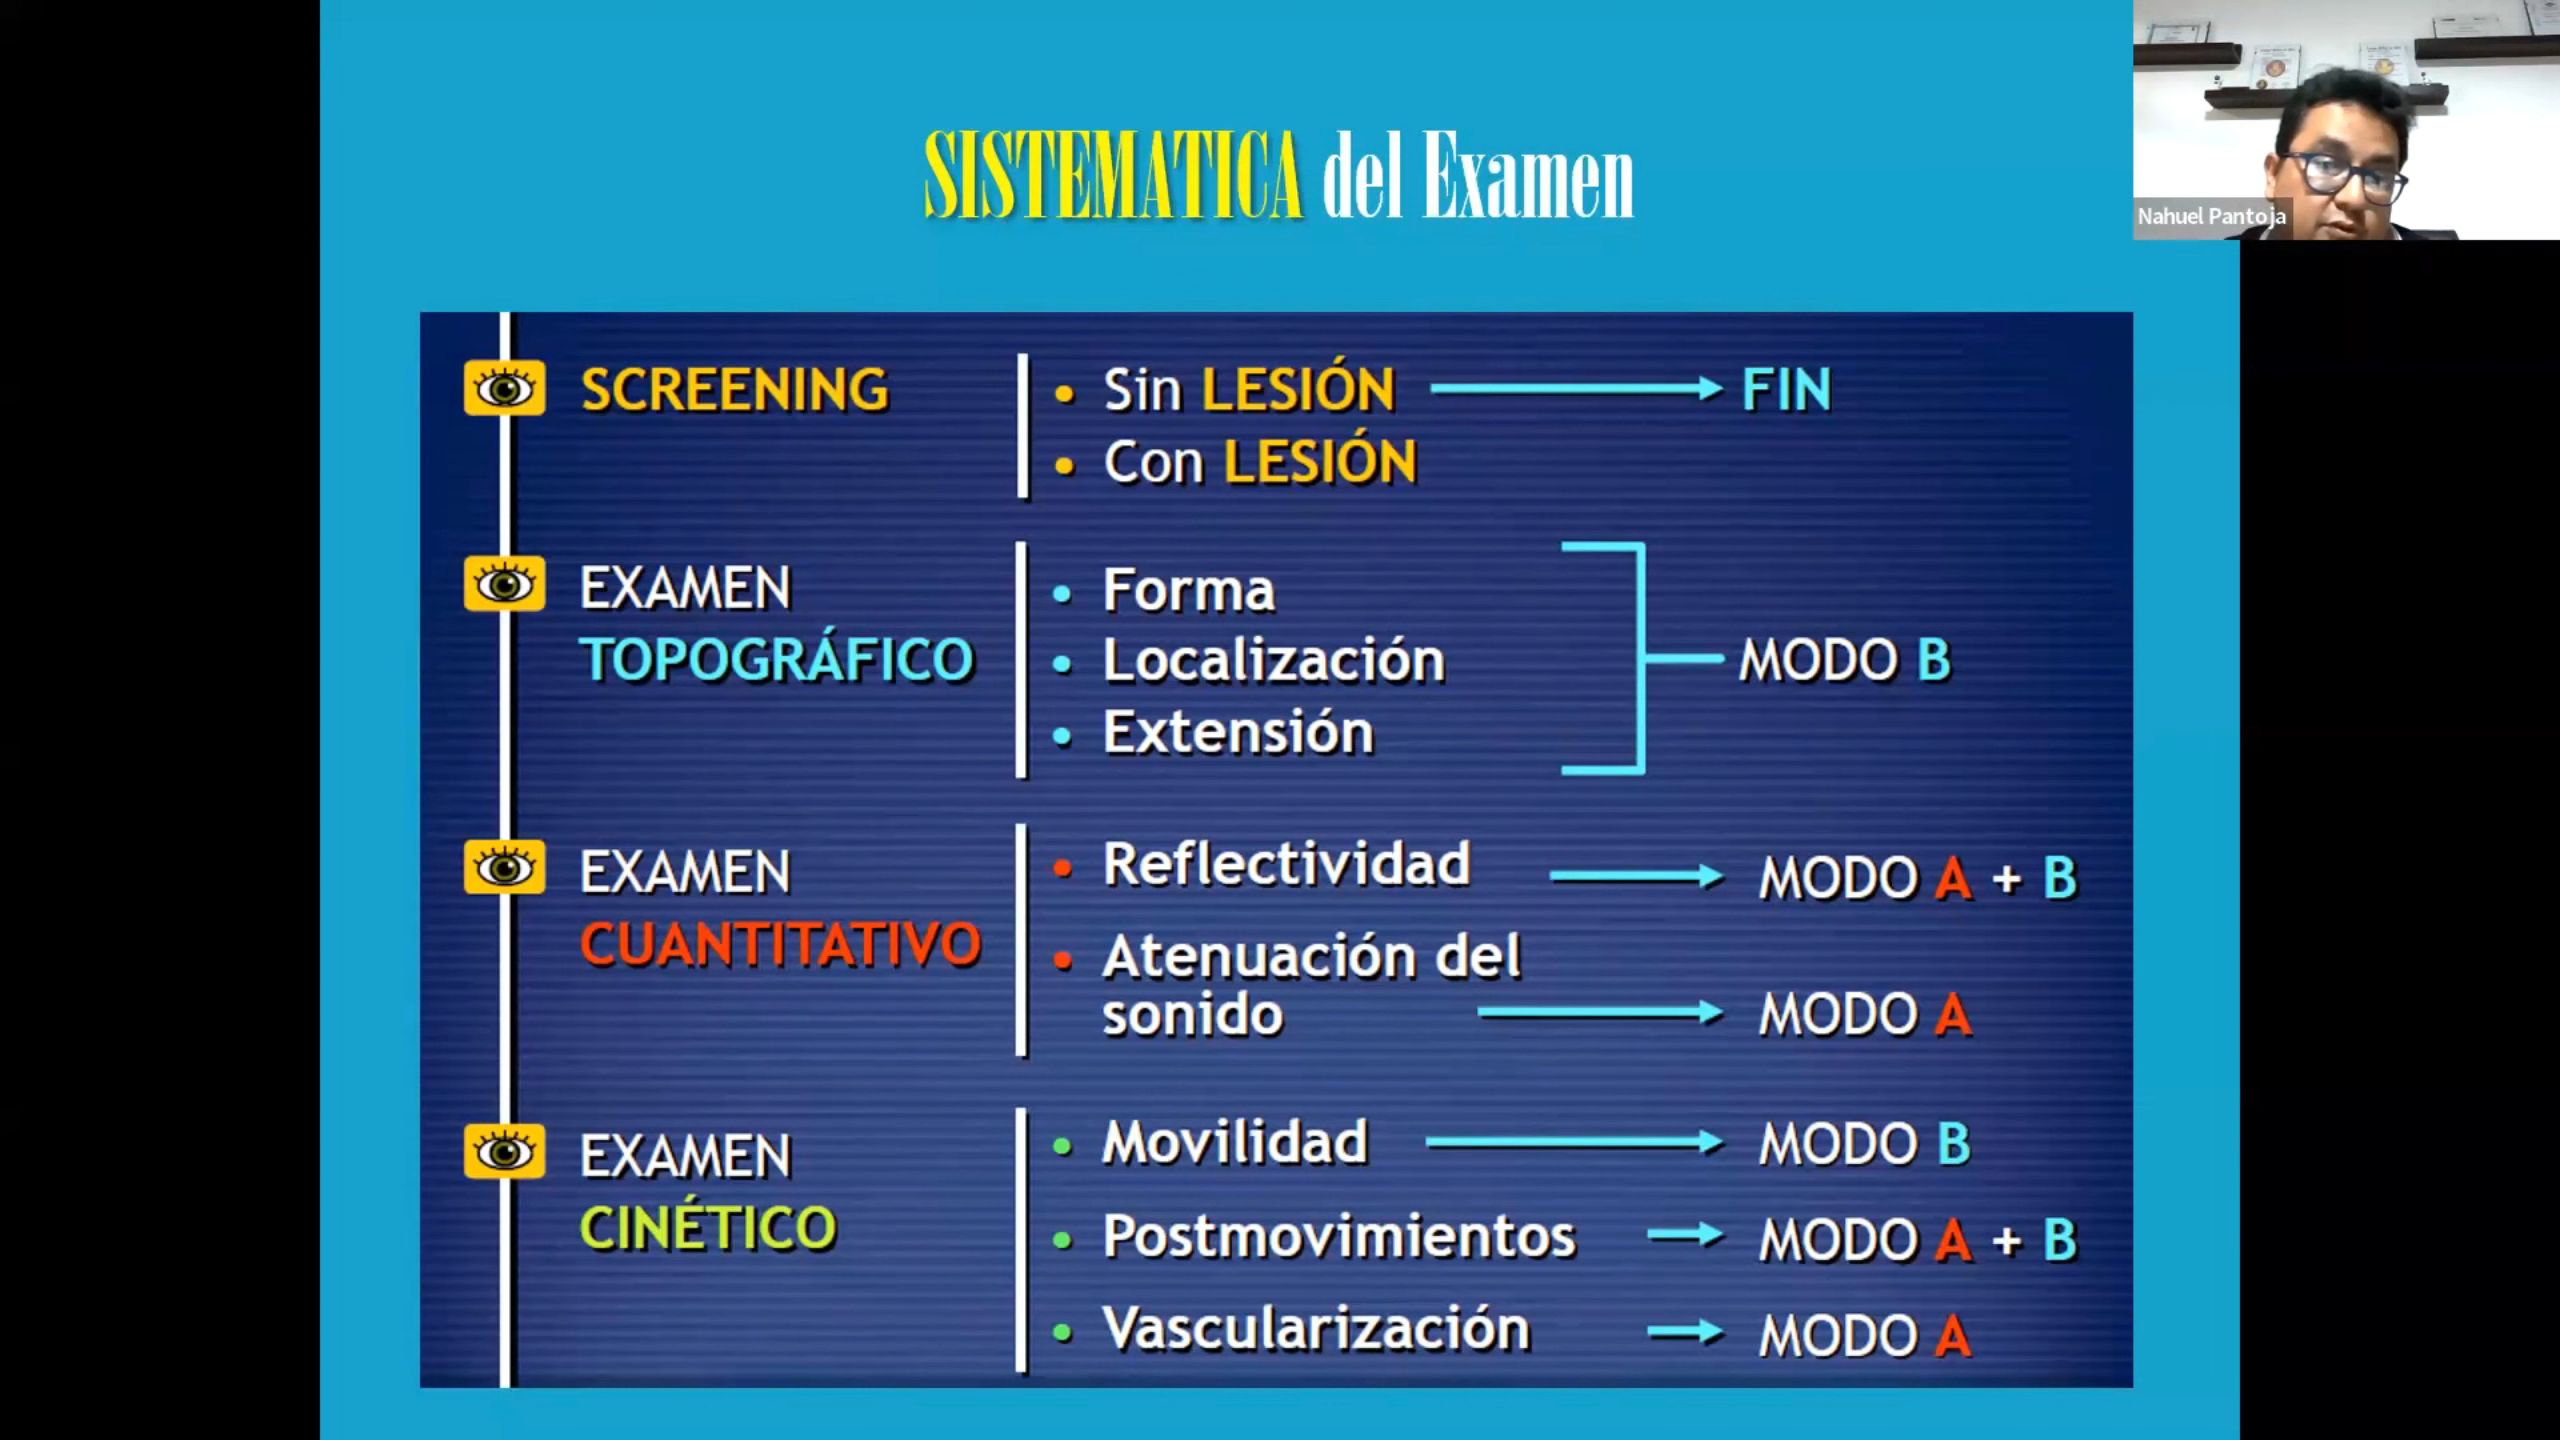 SISTEMATICA del Examen
Nahuel Pantoja
SCREENING
• Sin LESIÓN → FIN
• Con LESIÓN
EXAMEN
TOPOGRÁFICO
• Forma
• Localización
• Extensión
MODO B
EXAMEN
CUANTITATIVO
• Reflectividad → MODO A + B
• Atenuación del
sonido → MODO A
EXAMEN
CINÉTICO
• Movilidad → MODO B
• Postmovimientos → MODO A + B
• Vascularización → MODO A